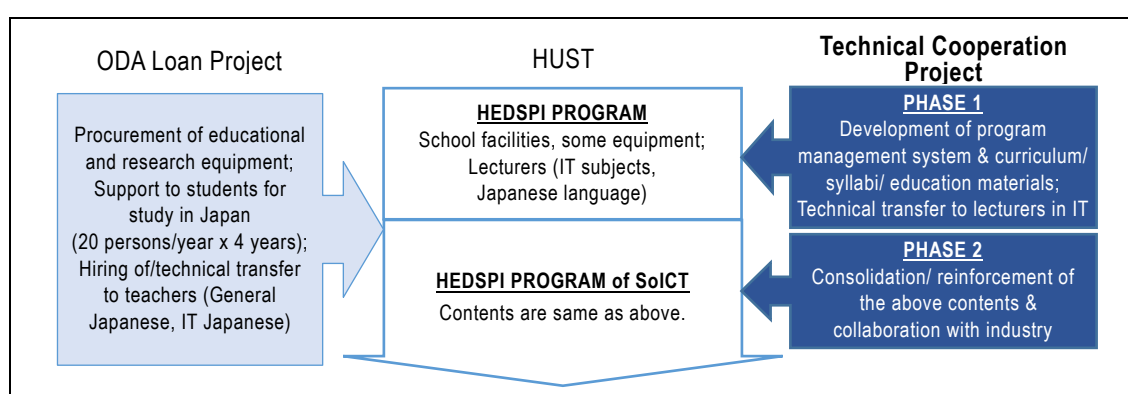 ODA Loan Project
Procurement of educational
and research equipment;
Support to students for
study in Japan
(20 persons/year x 4 years);
Hiring of/technical transfer
to teachers (General
Japanese, IT Japanese)
HUST
HEDSPI PROGRAM
School facilities, some equipment;
Lecturers (IT subjects,
Japanese language)
HEDSPI PROGRAM of SoICT
Contents are same as above.
Technical Cooperation
Project
PHASE 1
Development of program
management system & curriculum/
syllabi/ education materials;
Technical transfer to lecturers in IT
PHASE 2
Consolidation/ reinforcement of
the above contents &
collaboration with industry